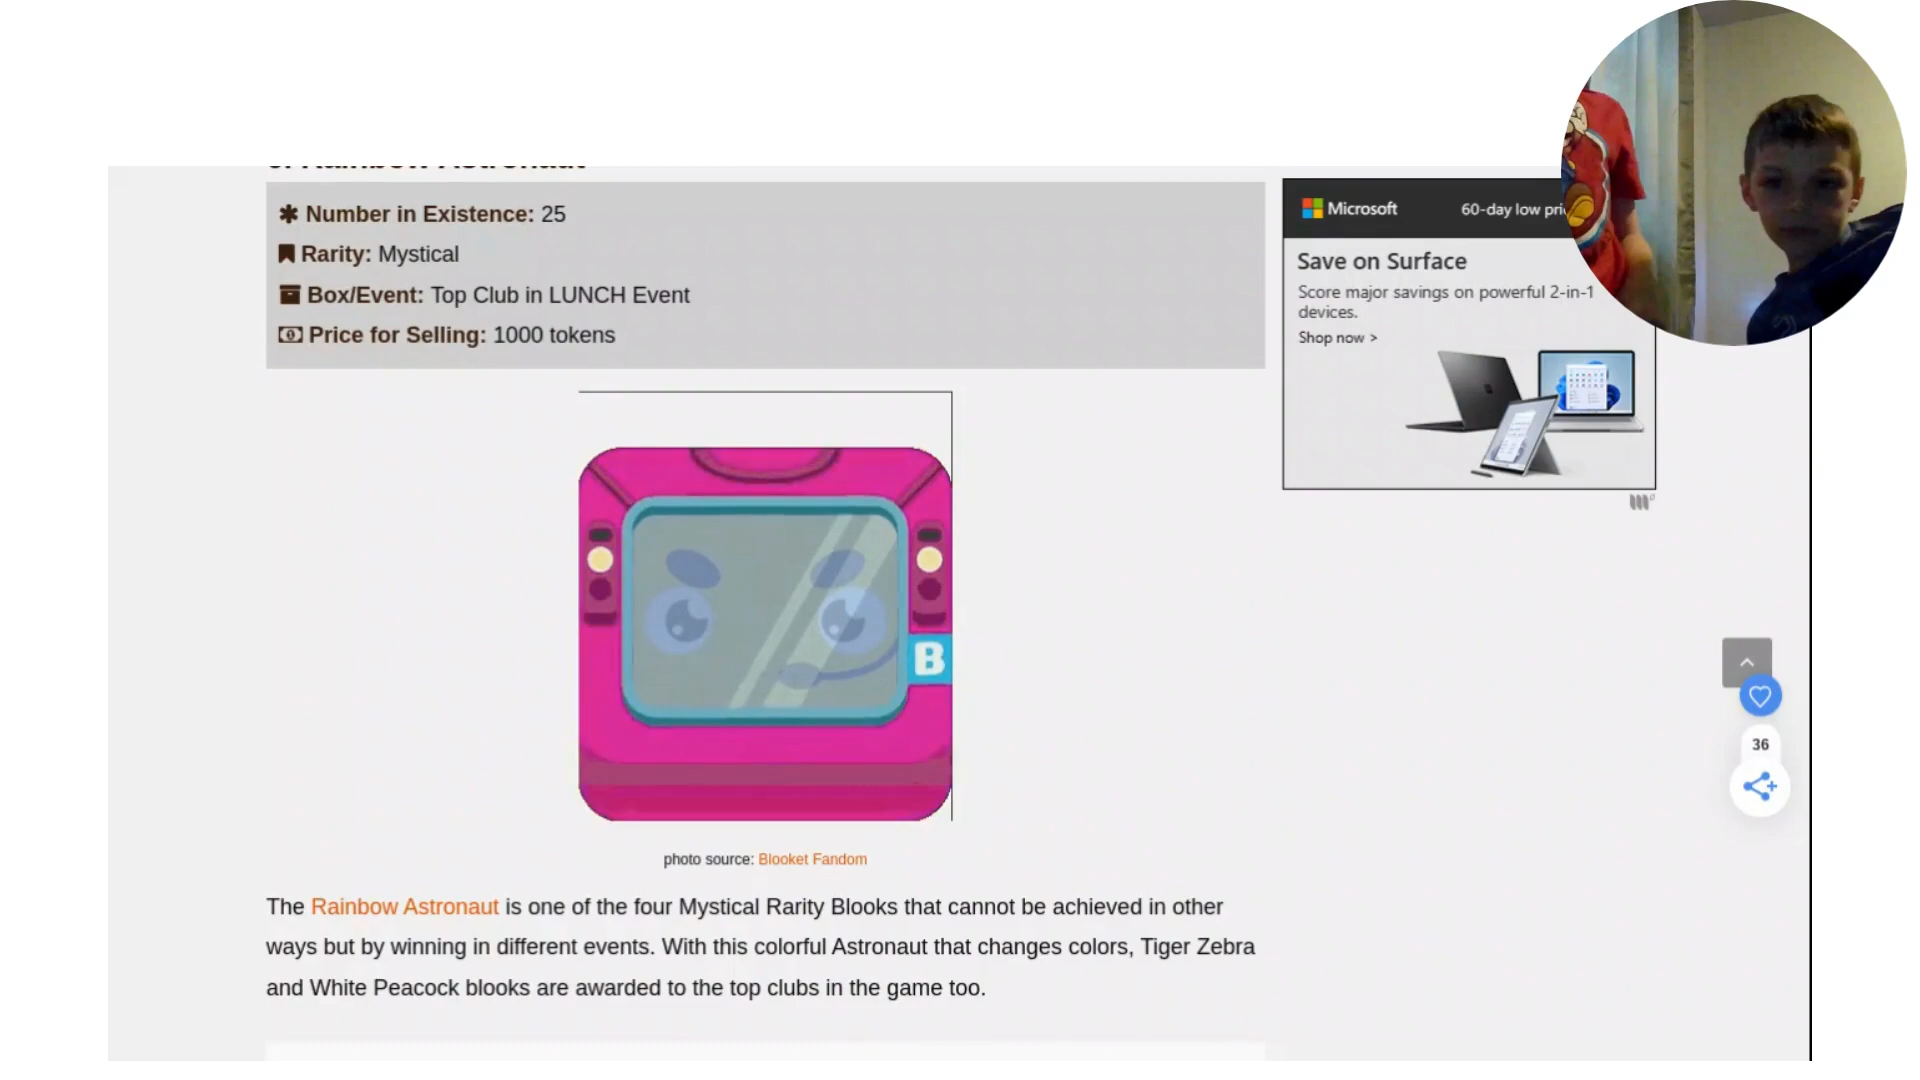 Number in Existence: 25
Rarity: Mystical
Box/Event: Top Club in LUNCH Event
Price for Selling: 1000 tokens
Microsoft
60-day low
Save on Surface
Score major savings on powerful 2-in-1
devices.
Shop now >
B
36
photo source: Blooket Fandom
The Rainbow Astronaut is one of the four Mystical Rarity Blooks that cannot be achieved in other
ways but by winning in different events. With this colorful Astronaut that changes colors, Tiger Zebra
and White Peacock blooks are awarded to the top clubs in the game too.